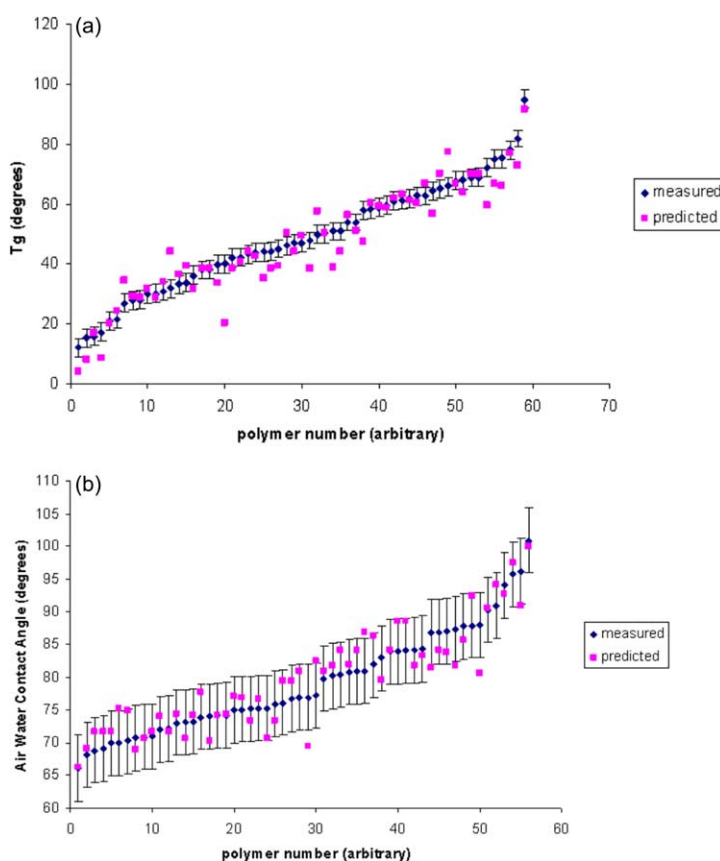 (a)
120
100
80
60
40
20
0
Tg (degrees)
0 10 20 30 40 50 60 70
polymer number (arbitrary)
measured
predicted
(b)
110
105
100
95
90
85
80
75
70
65
60
Air Water Contact Angle (degrees)
0 10 20 30 40 50 60
polymer number (arbitrary)
measured
predicted